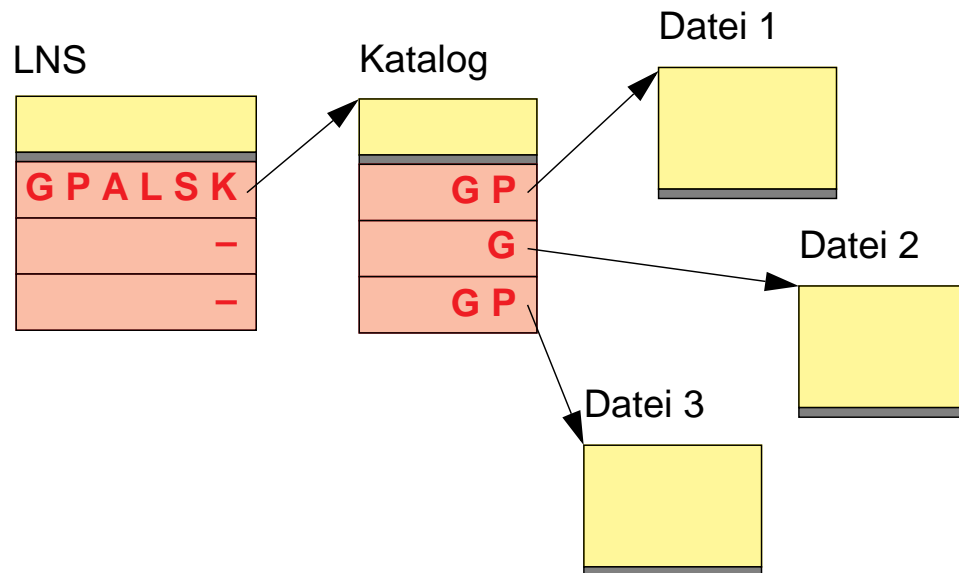 LNS
G P A L S K
–
–
Katalog
G P
G
G P
Datei 1
Datei 2
Datei 3